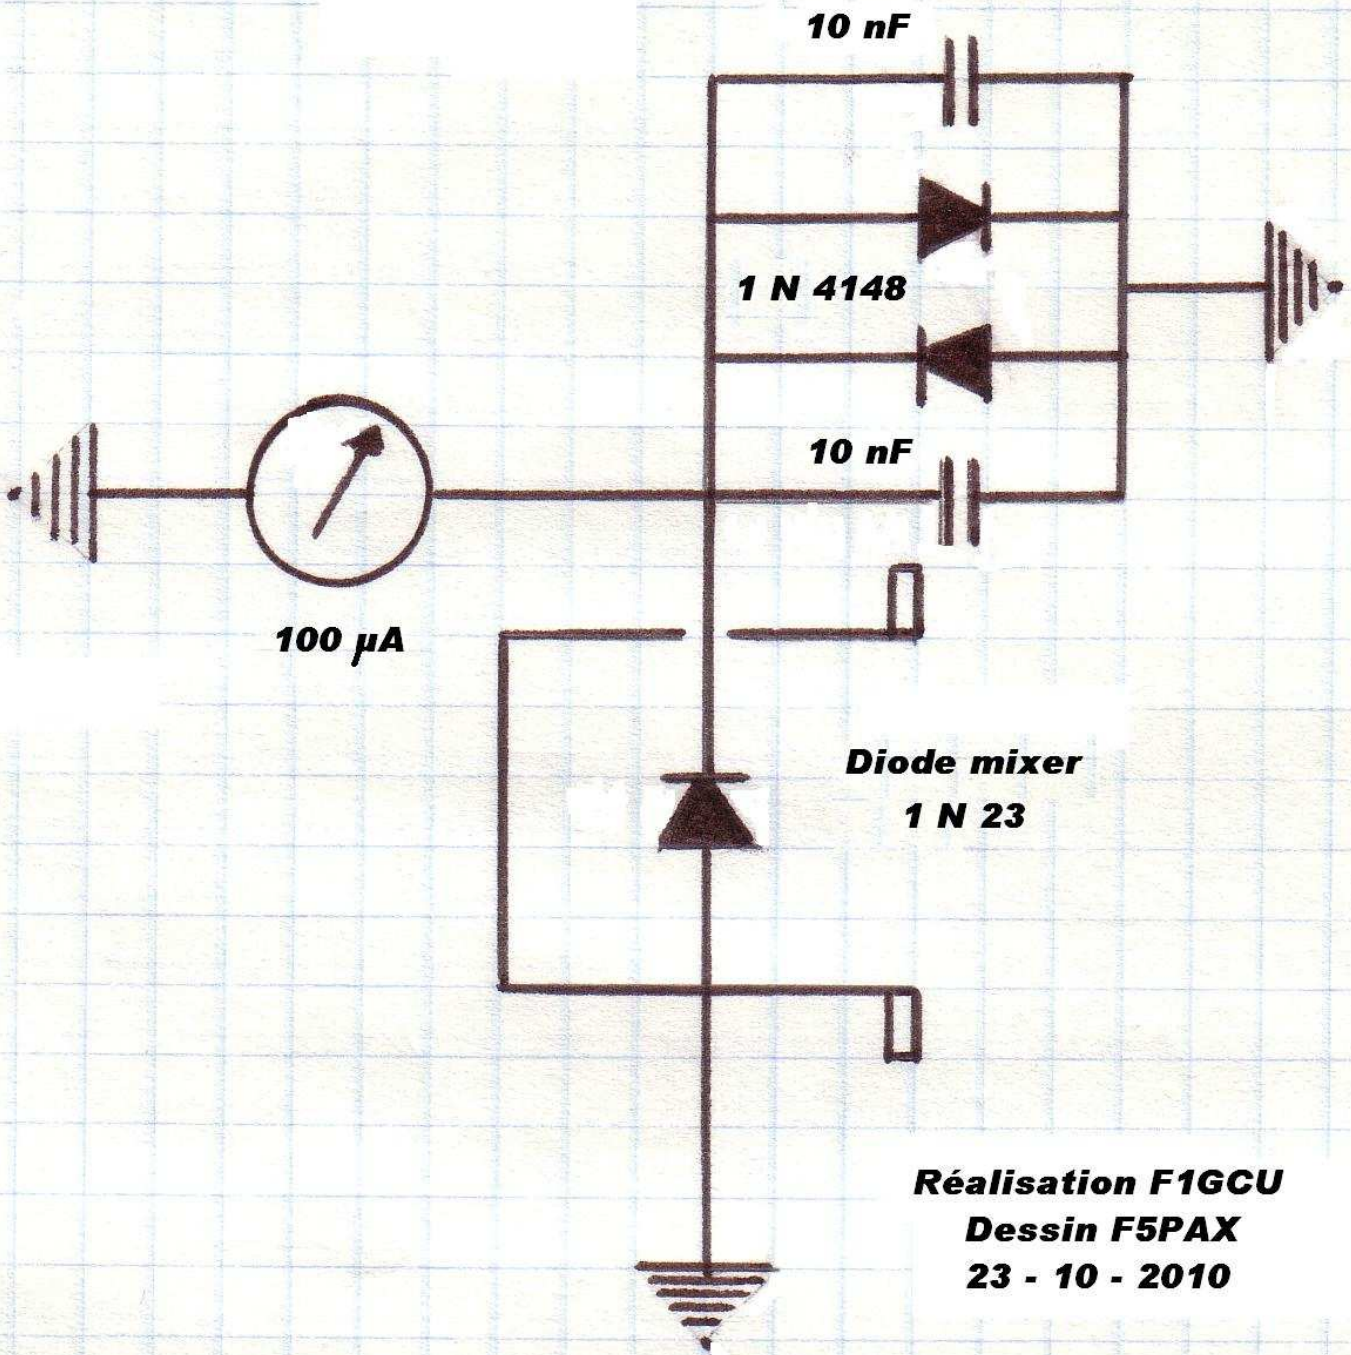 10 nF
1 N 4148
10 nF
100 µA
Diode mixer
1 N 23
Réalisation F1GCU
Dessin F5PAX
23 - 10 - 2010